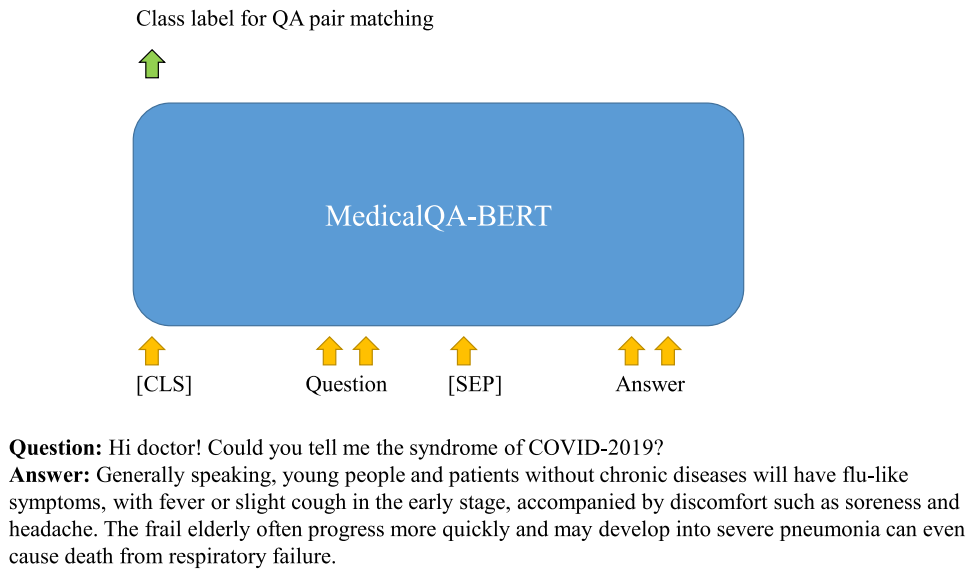 Class label for QA pair matching
MedicalQA-BERT
[CLS] Question [SEP] Answer
Question: Hi doctor! Could you tell me the syndrome of COVID-2019?
Answer: Generally speaking, young people and patients without chronic diseases will have flu-like
symptoms, with fever or slight cough in the early stage, accompanied by discomfort such as soreness and
headache. The frail elderly often progress more quickly and may develop into severe pneumonia can even
cause death from respiratory failure.